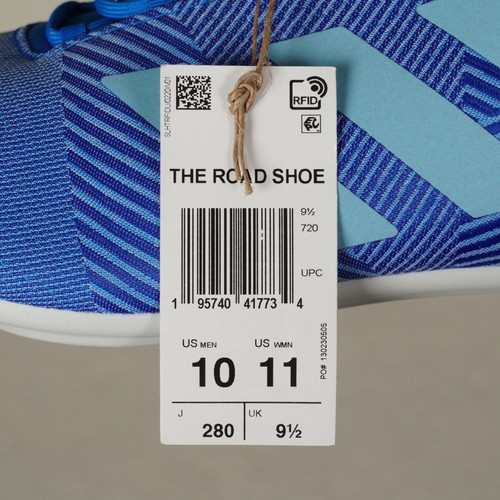 SLHTRFIDU0220IV01
RFID
THE ROAD SHOE
9½
720
UPC
1 95740 41773 4
US MEN US WMN
10 11
PO# 130230505
J UK
280 9½